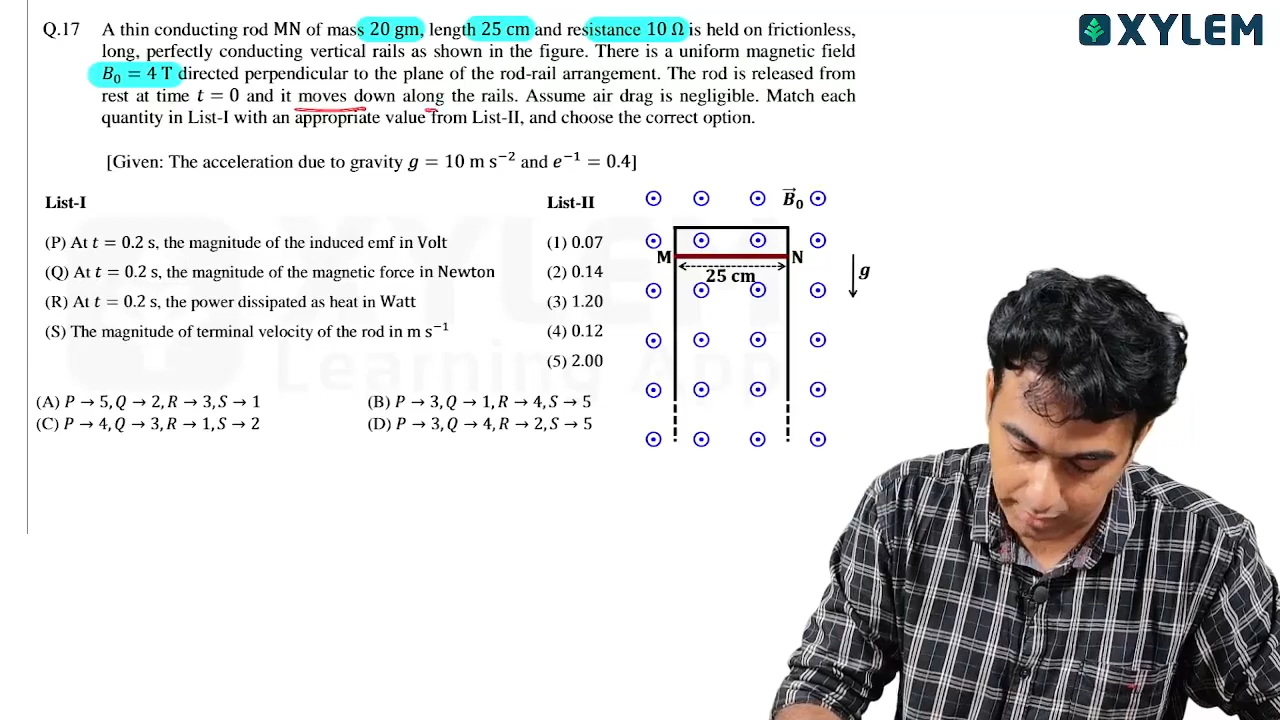 XYLEM
Q.17 A thin conducting rod MN of mass 20 gm, length 25 cm and resistance 10 Ω is held on frictionless,
long, perfectly conducting vertical rails as shown in the figure. There is a uniform magnetic field
B₀ = 4 T directed perpendicular to the plane of the rod-rail arrangement. The rod is released from
rest at time t = 0 and it moves down along the rails. Assume air drag is negligible. Match each
quantity in List-I with an appropriate value from List-II, and choose the correct option.
[Given: The acceleration due to gravity g = 10 m s⁻² and e⁻¹ = 0.4]
List-I List-II
(P) At t = 0.2 s, the magnitude of the induced emf in Volt (1) 0.07
(Q) At t = 0.2 s, the magnitude of the magnetic force in Newton (2) 0.14
(R) At t = 0.2 s, the power dissipated as heat in Watt (3) 1.20
(S) The magnitude of terminal velocity of the rod in m s⁻¹ (4) 0.12
(5) 2.00
(A) P → 5, Q → 2, R → 3, S → 1 (B) P → 3, Q → 1, R → 4, S → 5
(C) P → 4, Q → 3, R → 1, S → 2 (D) P → 3, Q → 4, R → 2, S → 5
B⃗₀
M N
25 cm
g
XYLEM
Learning App